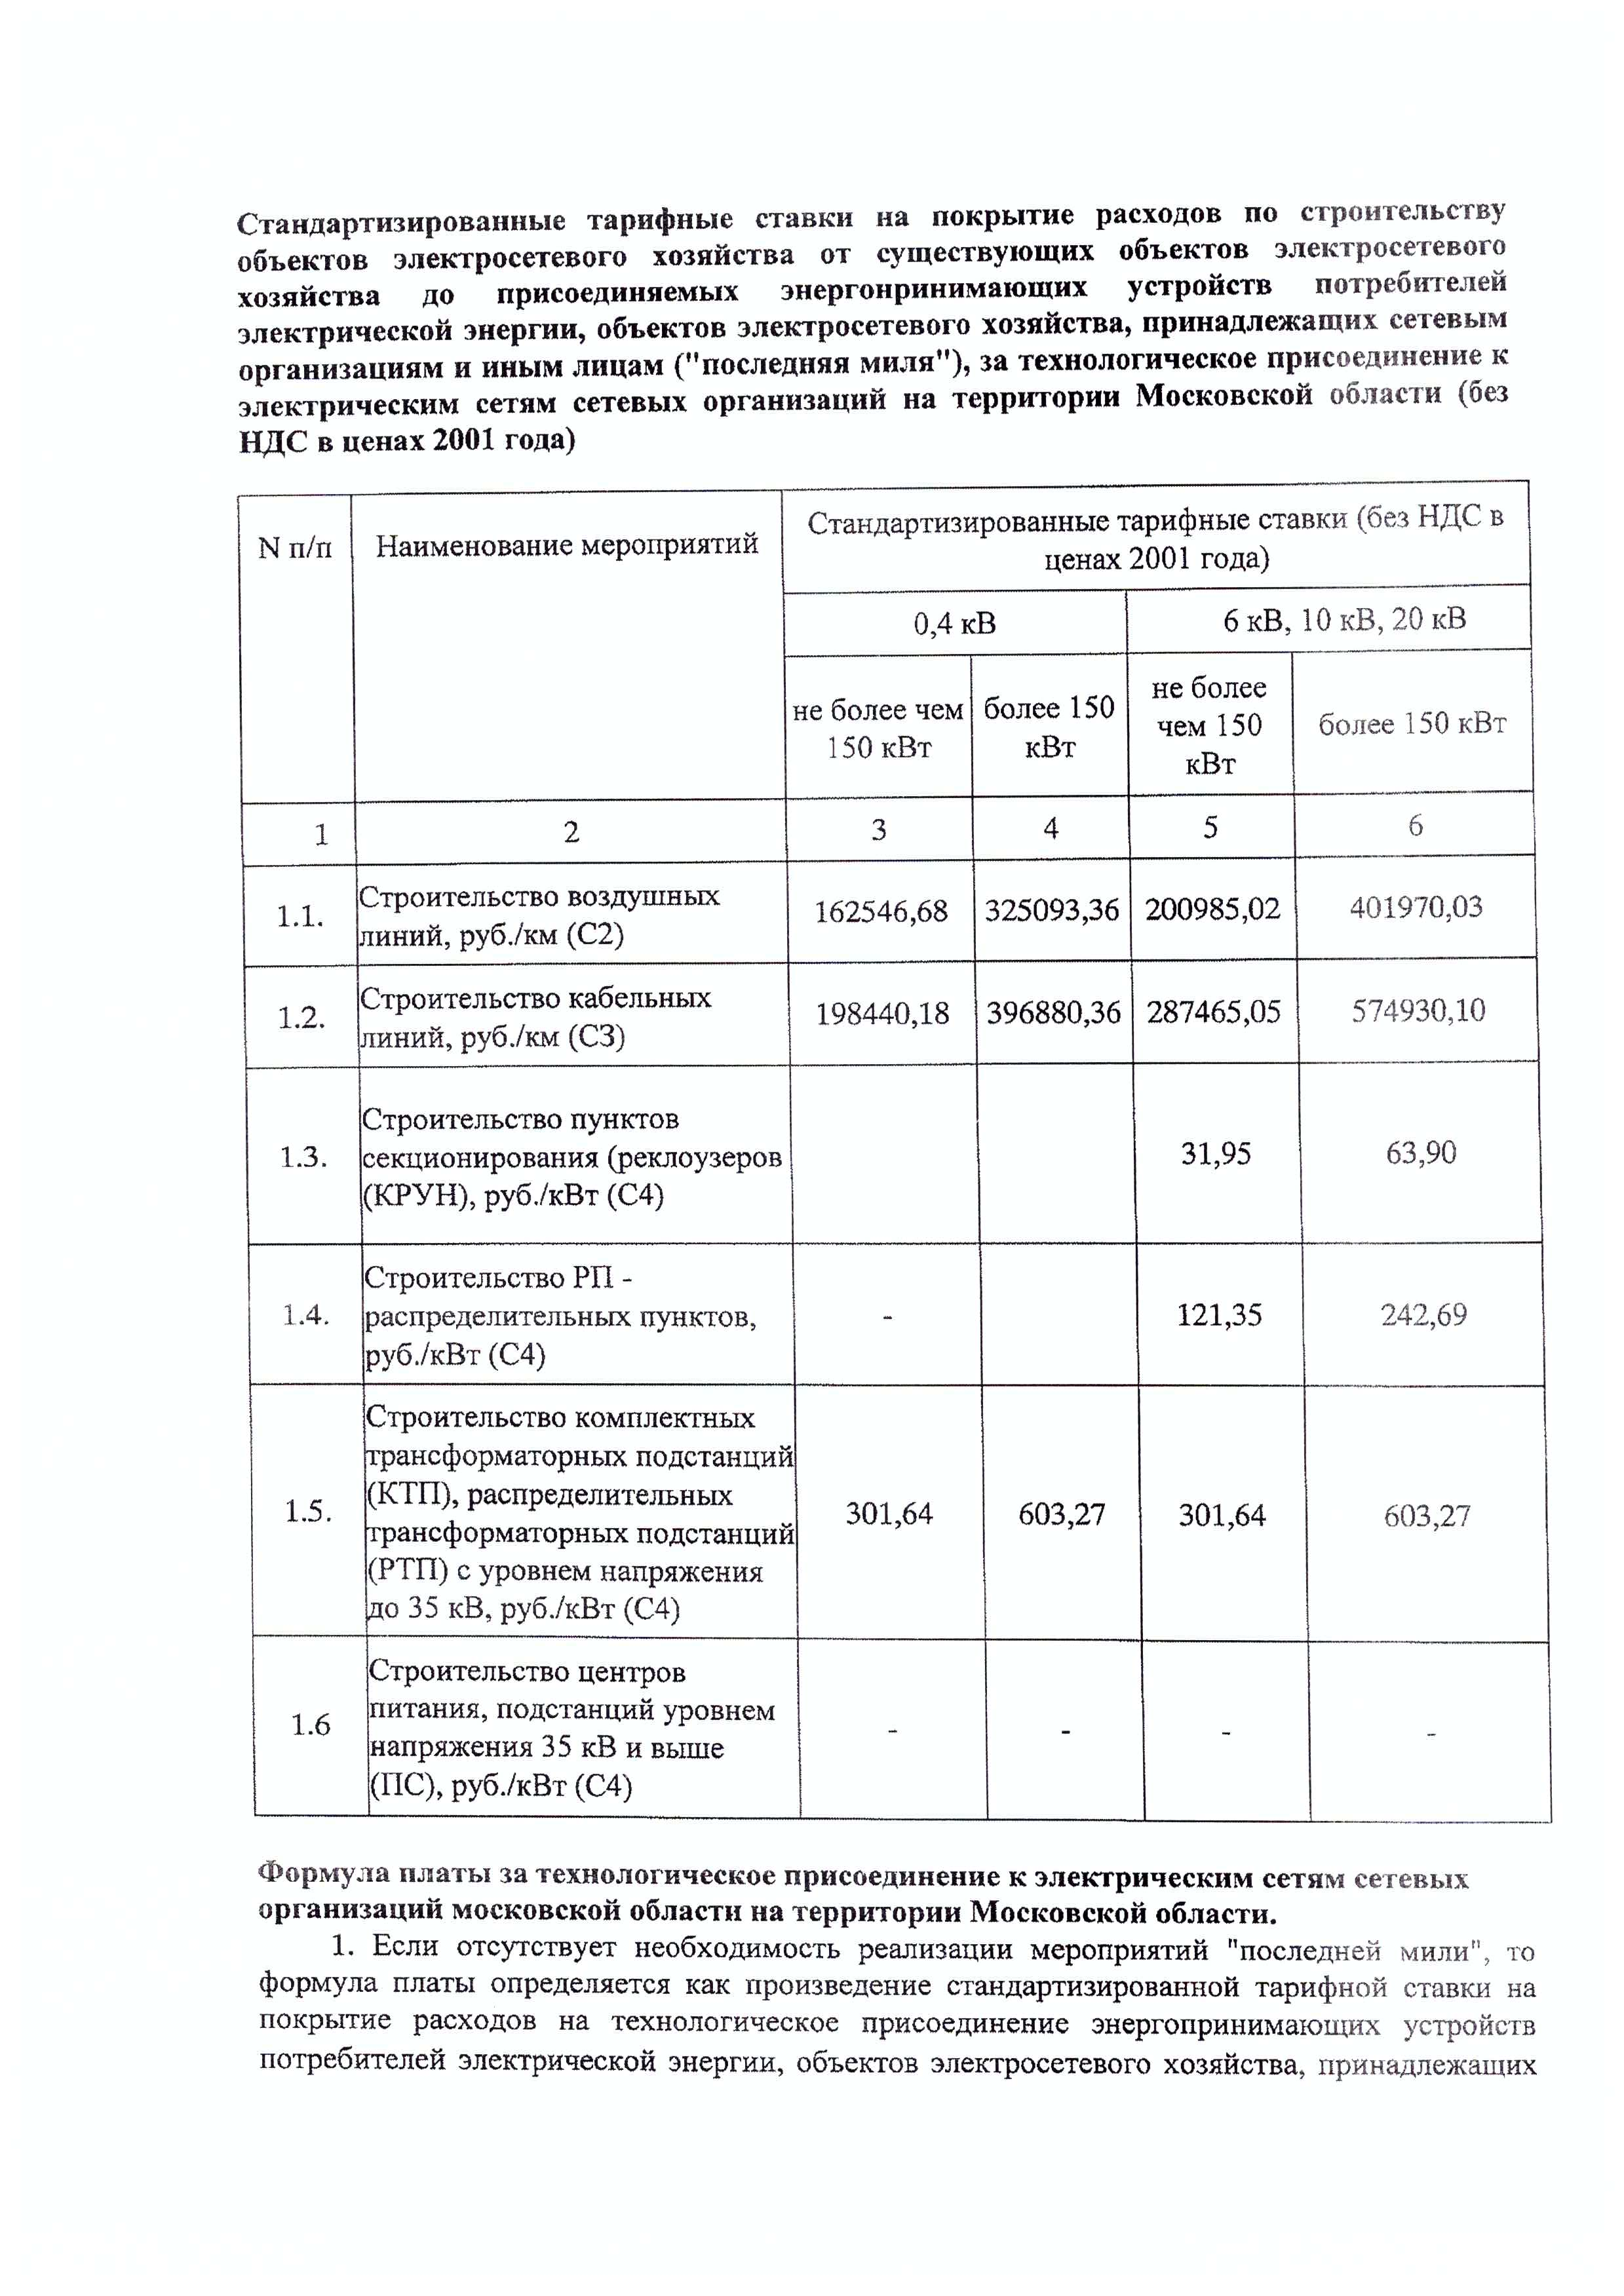 Стандартизированные тарифные ставки на покрытие расходов по строительству
объектов электросетевого хозяйства от существующих объектов электросетевого
хозяйства до присоединяемых энергонринимающих устройств потребителей
электрической энергии, объектов электросетевого хозяйства, принадлежащих сетевым
организациям и иным лицам ("последняя миля"), за технологическое присоединение к
электрическим сетям сетевых организаций на территории Московской области (без
НДС в ценах 2001 года)
N п/п
Наименование мероприятий
Стандартизированные тарифные ставки (без НДС в
ценах 2001 года)
0,4 кВ
6 кВ, 10 кВ, 20 кВ
не более чем
150 кВт
более 150
кВт
не более
чем 150
кВт
более 150 кВт
1
2
3
4
5
6
1.1.
Строительство воздушных
линий, руб./км (С2)
162546,68
325093,36
200985,02
401970,03
1.2.
Строительство кабельных
линий, руб./км (С3)
198440,18
396880,36
287465,05
574930,10
1.3.
Строительство пунктов
секционирования (реклоузеров
(КРУН), руб./кВт (С4)
31,95
63,90
1.4.
Строительство РП -
распределительных пунктов,
руб./кВт (С4)
-
121,35
242,69
1.5.
Строительство комплектных
трансформаторных подстанций
(КТП), распределительных
трансформаторных подстанций
(РТП) с уровнем напряжения
до 35 кВ, руб./кВт (С4)
301,64
603,27
301,64
603,27
1.6
Строительство центров
питания, подстанций уровнем
напряжения 35 кВ и выше
(ПС), руб./кВт (С4)
-
-
-
-
Формула платы за технологическое присоединение к электрическим сетям сетевых
организаций московской области на территории Московской области.
1. Если отсутствует необходимость реализации мероприятий "последней мили", то
формула платы определяется как произведение стандартизированной тарифной ставки на
покрытие расходов на технологическое присоединение энергопринимающих устройств
потребителей электрической энергии, объектов электросетевого хозяйства, принадлежащих